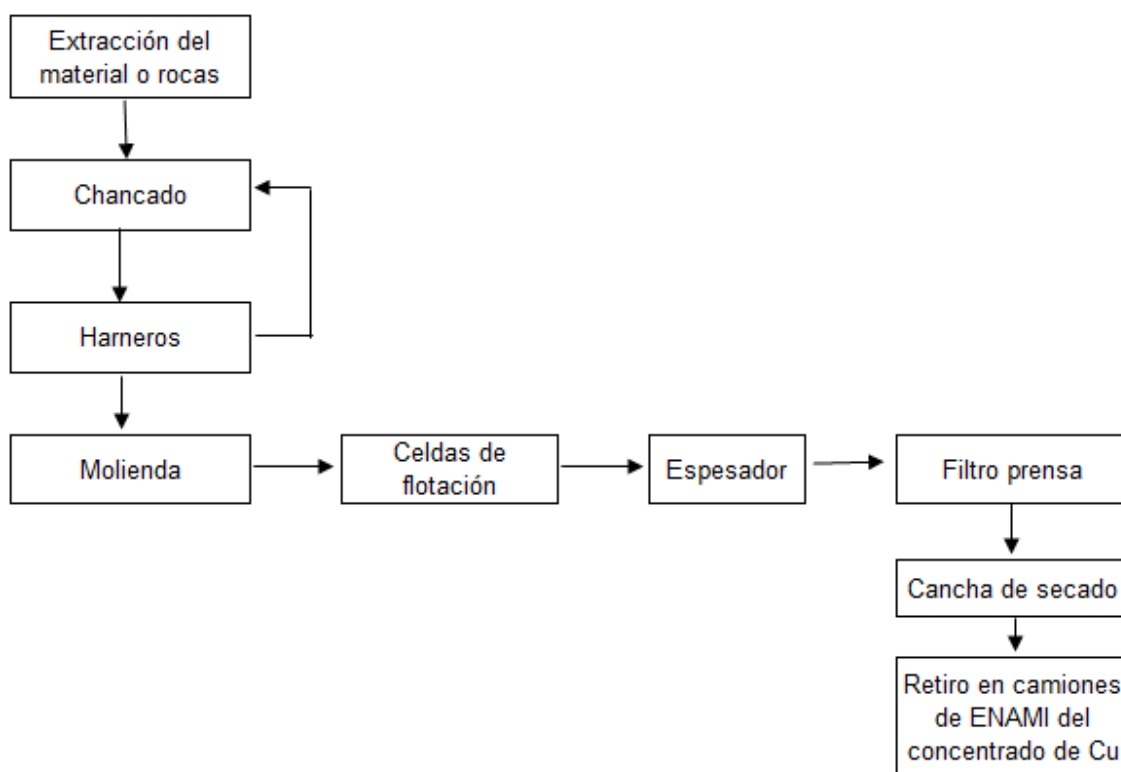 Extracción del
material o rocas
Chancado
Harneros
Molienda
Celdas de
flotación
Espesador
Filtro prensa
Cancha de secado
Retiro en camiones
de ENAMI del
concentrado de Cu